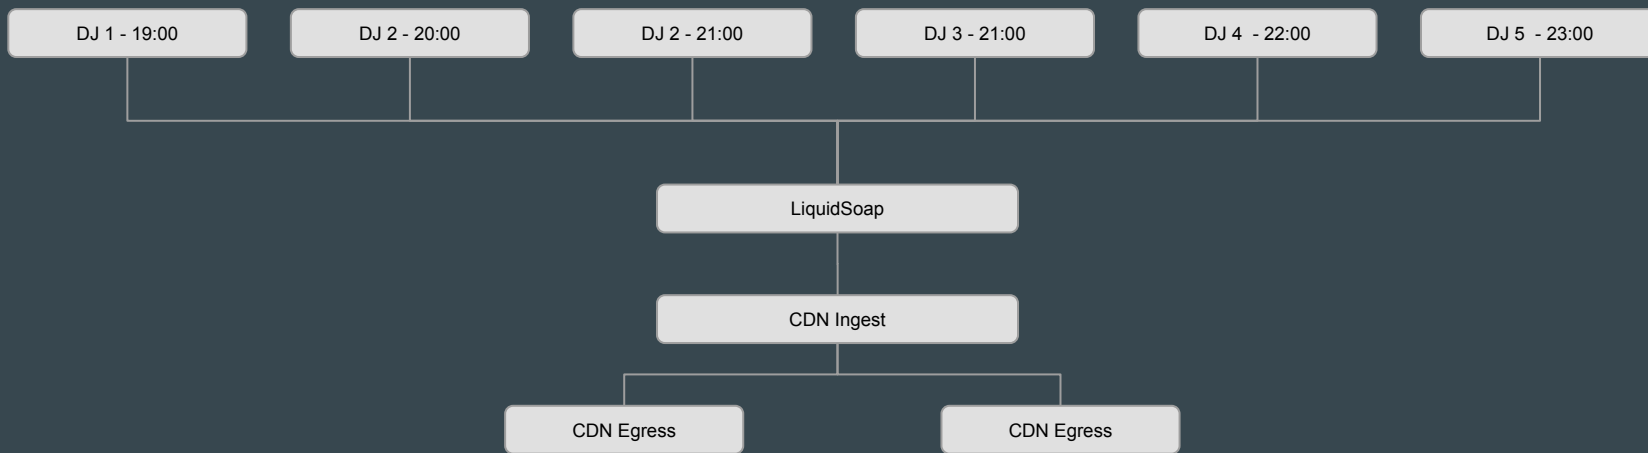 DJ 1 - 19:00
DJ 2 - 20:00
DJ 2 - 21:00
DJ 3 - 21:00
DJ 4  - 22:00
DJ 5  - 23:00
LiquidSoap
CDN Ingest
CDN Egress
CDN Egress